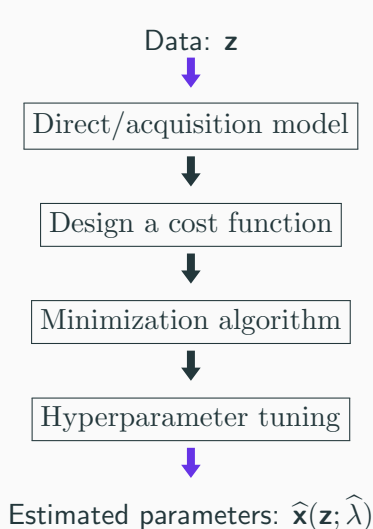 Data: z
Direct/acquisition model
Design a cost function
Minimization algorithm
Hyperparameter tuning
Estimated parameters: x̂(z; λ̂)